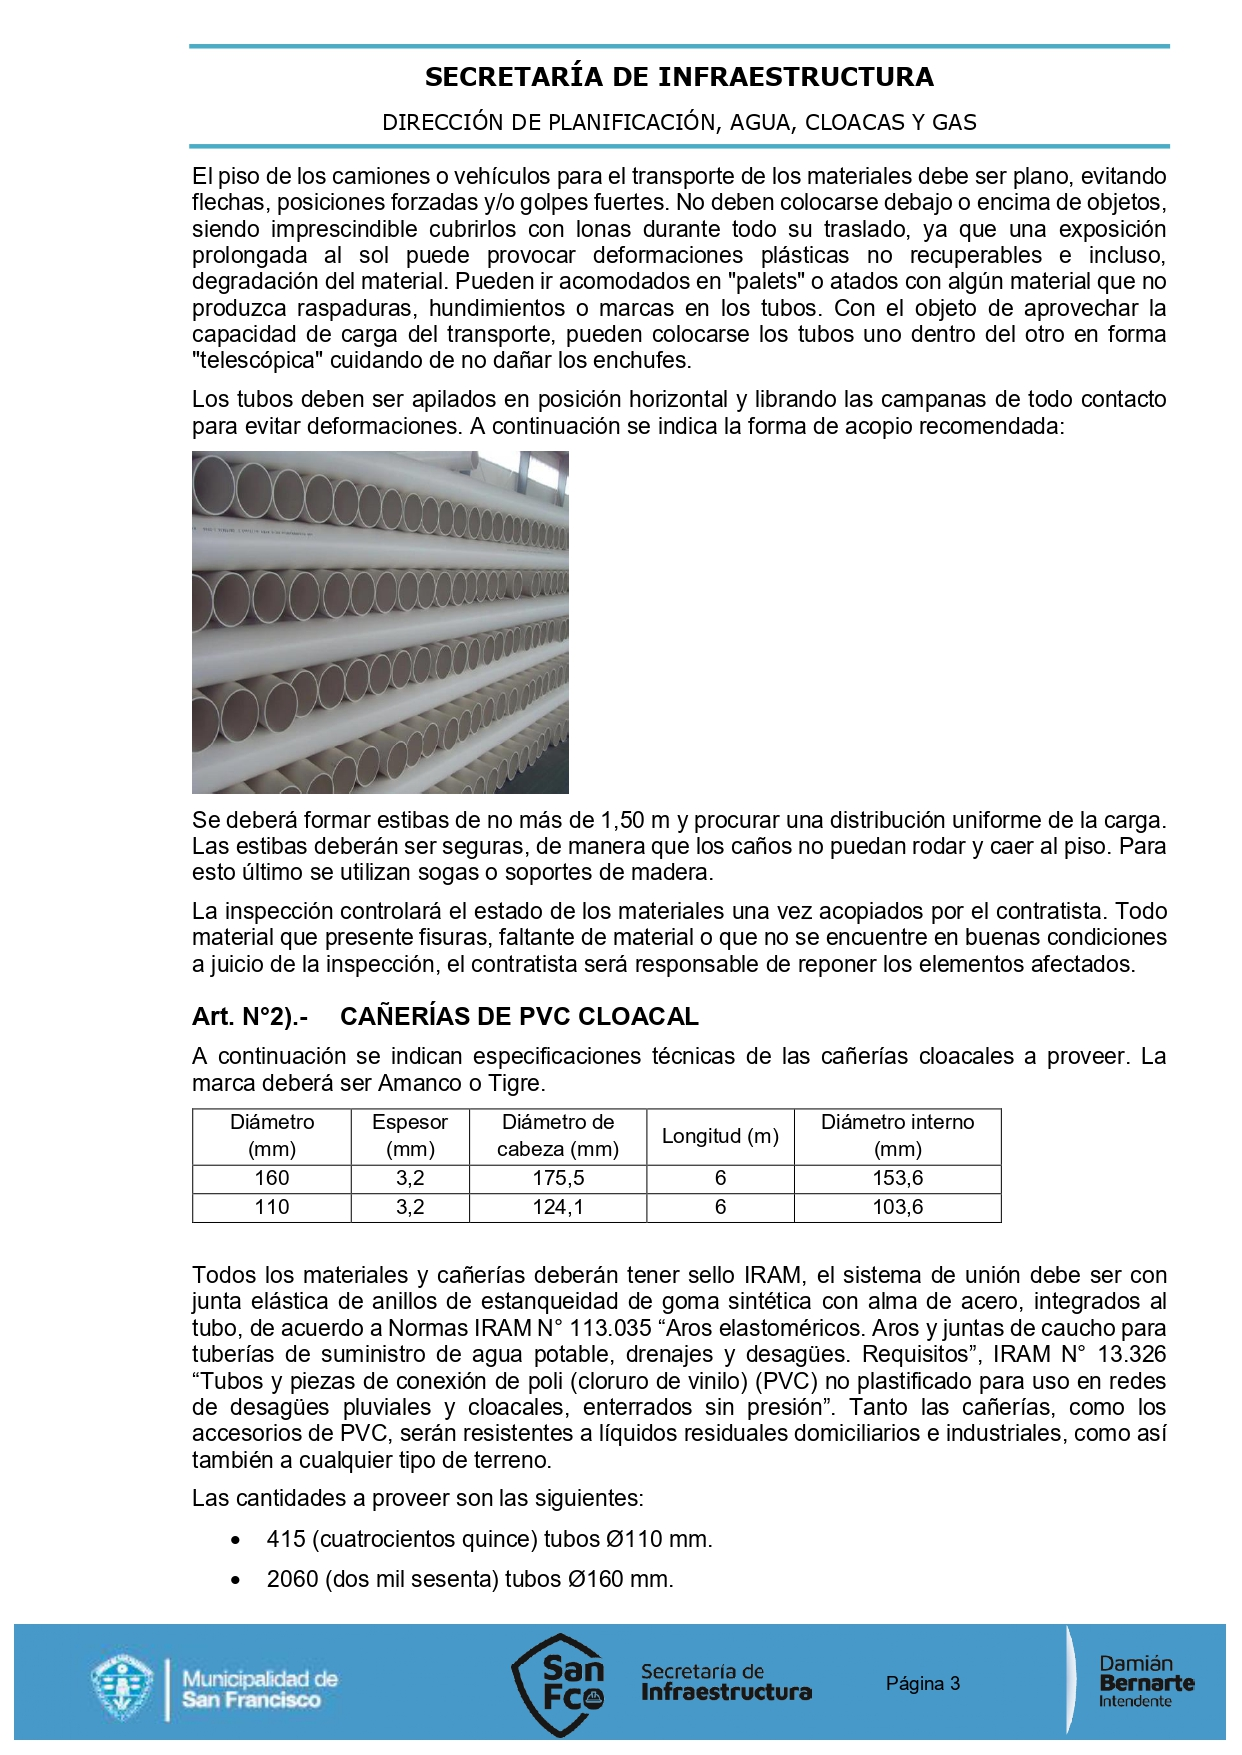 SECRETARÍA DE INFRAESTRUCTURA
DIRECCIÓN DE PLANIFICACIÓN, AGUA, CLOACAS Y GAS
El piso de los camiones o vehículos para el transporte de los materiales debe ser plano, evitando
flechas, posiciones forzadas y/o golpes fuertes. No deben colocarse debajo o encima de objetos,
siendo imprescindible cubrirlos con lonas durante todo su traslado, ya que una exposición
prolongada al sol puede provocar deformaciones plásticas no recuperables e incluso,
degradación del material. Pueden ir acomodados en "palets" o atados con algún material que no
produzca raspaduras, hundimientos o marcas en los tubos. Con el objeto de aprovechar la
capacidad de carga del transporte, pueden colocarse los tubos uno dentro del otro en forma
"telescópica" cuidando de no dañar los enchufes.
Los tubos deben ser apilados en posición horizontal y librando las campanas de todo contacto
para evitar deformaciones. A continuación se indica la forma de acopio recomendada:
Se deberá formar estibas de no más de 1,50 m y procurar una distribución uniforme de la carga.
Las estibas deberán ser seguras, de manera que los caños no puedan rodar y caer al piso. Para
esto último se utilizan sogas o soportes de madera.
La inspección controlará el estado de los materiales una vez acopiados por el contratista. Todo
material que presente fisuras, faltante de material o que no se encuentre en buenas condiciones
a juicio de la inspección, el contratista será responsable de reponer los elementos afectados.
Art. N°2).- CAÑERÍAS DE PVC CLOACAL
A continuación se indican especificaciones técnicas de las cañerías cloacales a proveer. La
marca deberá ser Amanco o Tigre.
Diámetro (mm) Espesor (mm) Diámetro de cabeza (mm) Longitud (m) Diámetro interno (mm)
160 3,2 175,5 6 153,6
110 3,2 124,1 6 103,6
Todos los materiales y cañerías deberán tener sello IRAM, el sistema de unión debe ser con
junta elástica de anillos de estanqueidad de goma sintética con alma de acero, integrados al
tubo, de acuerdo a Normas IRAM N° 113.035 “Aros elastoméricos. Aros y juntas de caucho para
tuberías de suministro de agua potable, drenajes y desagües. Requisitos”, IRAM N° 13.326
“Tubos y piezas de conexión de poli (cloruro de vinilo) (PVC) no plastificado para uso en redes
de desagües pluviales y cloacales, enterrados sin presión”. Tanto las cañerías, como los
accesorios de PVC, serán resistentes a líquidos residuales domiciliarios e industriales, como así
también a cualquier tipo de terreno.
Las cantidades a proveer son las siguientes:
• 415 (cuatrocientos quince) tubos Ø110 mm.
• 2060 (dos mil sesenta) tubos Ø160 mm.
Municipalidad de
San Francisco
San
Fco
Secretaría de
Infraestructura
Página 3
Damián
Bernarte
Intendente